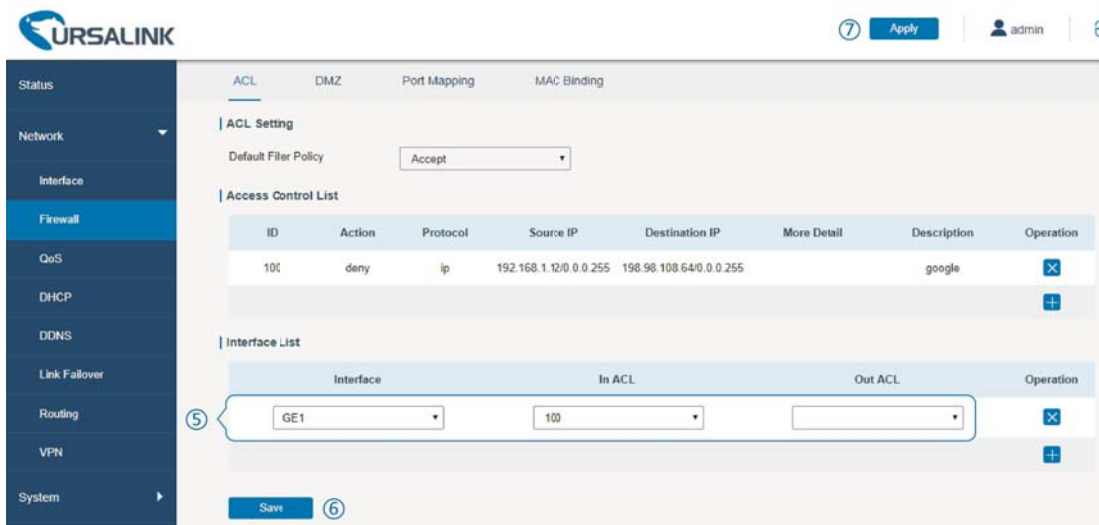 URSALINK
⑦ Apply admin
Status
Network
Interface
Firewall
QoS
DHCP
DDNS
Link Failover
Routing
VPN
System
ACL DMZ Port Mapping MAC Binding
ACL Setting
Default Filer Policy Accept
Access Control List
ID Action Protocol Source IP Destination IP More Detail Description Operation
100 deny ip 192.168.1.12/0.0.0.255 198.98.108.64/0.0.0.255 google
Interface List
Interface In ACL Out ACL Operation
⑤ GE1 100
Save ⑥